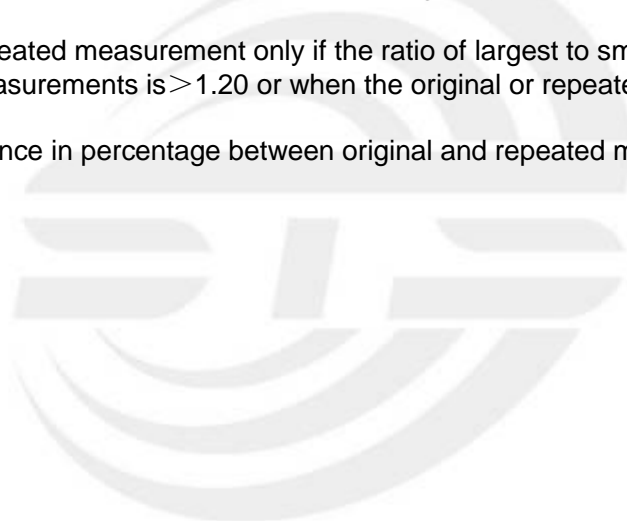 eated measurement only if the ratio of largest to sm
asurements is＞1.20 or when the original or repeate
nce in percentage between original and repeated m
STS